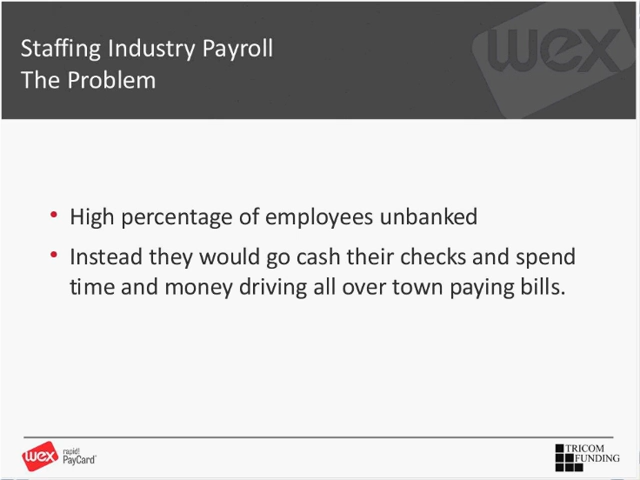 Staffing Industry Payroll
The Problem
wex
• High percentage of employees unbanked
• Instead they would go cash their checks and spend
time and money driving all over town paying bills.
wex rapid! PayCard
TRICOM
FUNDING